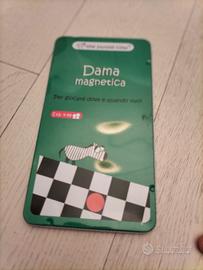 the purple cow
Dama
magnetica
Per giocare dove e quando vuoi